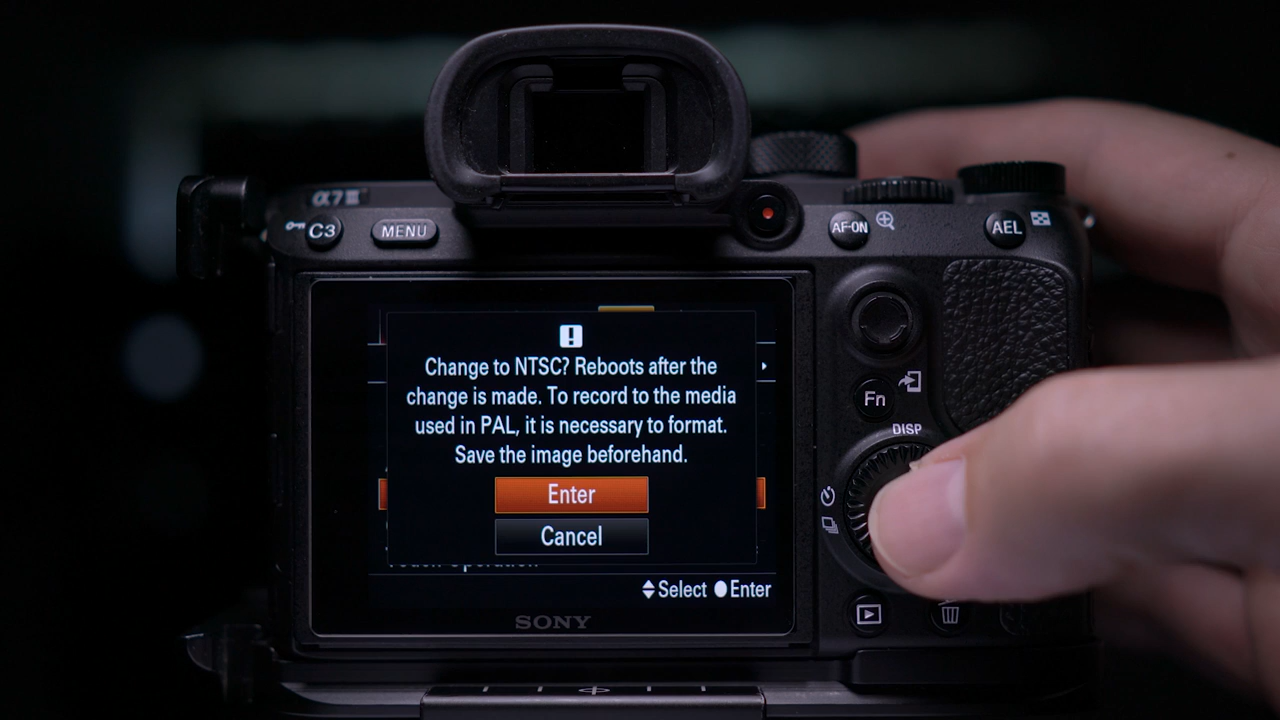 α7III
C3
MENU
AF-ON
AEL
Change to NTSC? Reboots after the
change is made. To record to the media
used in PAL, it is necessary to format.
Save the image beforehand.
Enter
Cancel
Touch Operation
Select Enter
Fn
DISP
SONY